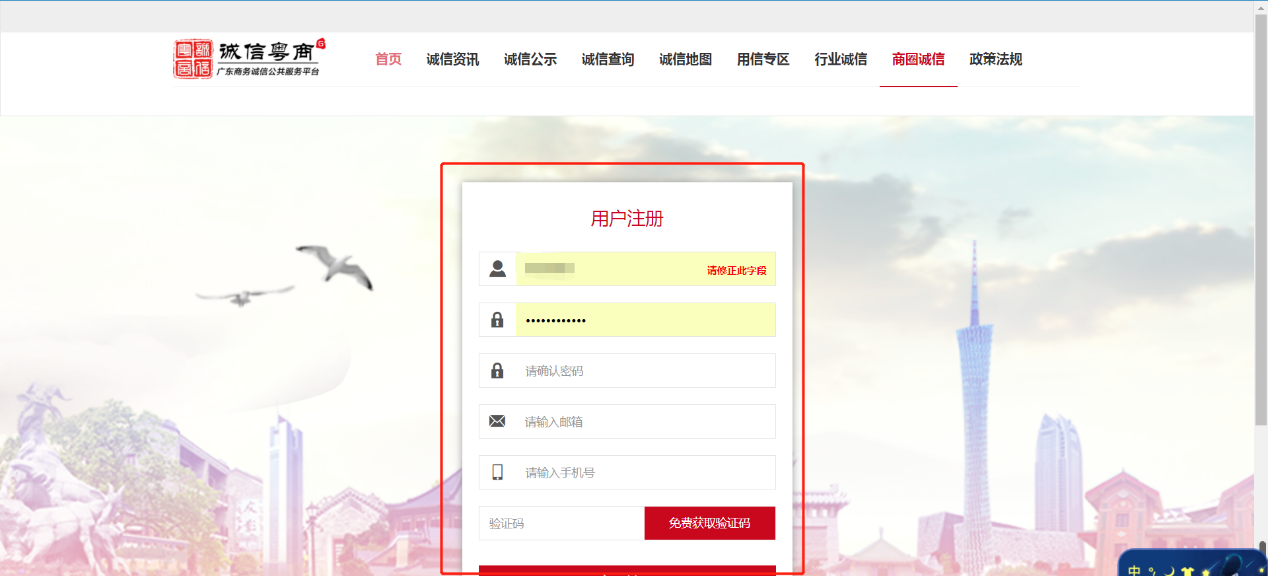 诚信粤商
广东商务诚信公共服务平台
首页
诚信资讯
诚信公示
诚信查询
诚信地图
用信专区
行业诚信
商圈诚信
政策法规
用户注册
请修正此字段
••••••••••••
请确认密码
请输入邮箱
请输入手机号
验证码
免费获取验证码
中